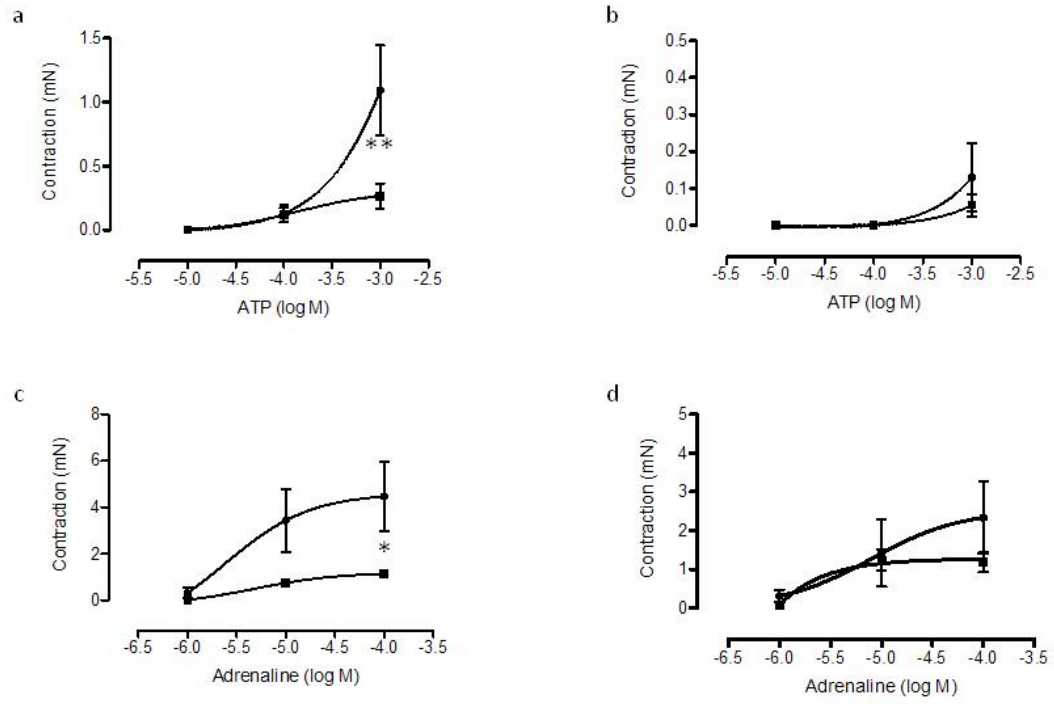 a
1.5
1.0
0.5
0.0
Contraction (mN)
**
-5.5 -5.0 -4.5 -4.0 -3.5 -3.0 -2.5
ATP (log M)
b
0.5
0.4
0.3
0.2
0.1
0.0
Contraction (mN)
-5.5 -5.0 -4.5 -4.0 -3.5 -3.0 -2.5
ATP (log M)
c
8
6
4
2
0
Contraction (mN)
*
-6.5 -6.0 -5.5 -5.0 -4.5 -4.0 -3.5
Adrenaline (log M)
d
5
4
3
2
1
0
Contraction (mN)
-6.5 -6.0 -5.5 -5.0 -4.5 -4.0 -3.5
Adrenaline (log M)